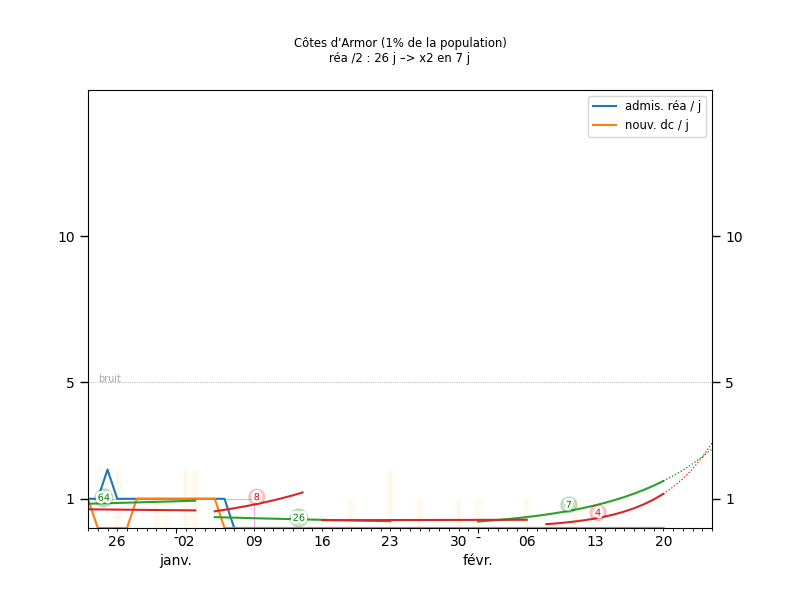 Côtes d'Armor (1% de la population)
réa /2 : 26 j –> x2 en 7 j
admis. réa / j
nouv. dc / j
10
10
bruit
5
5
64
8
7
4
26
1
1
26
02
09
16
23
30
06
13
20
janv.
févr.